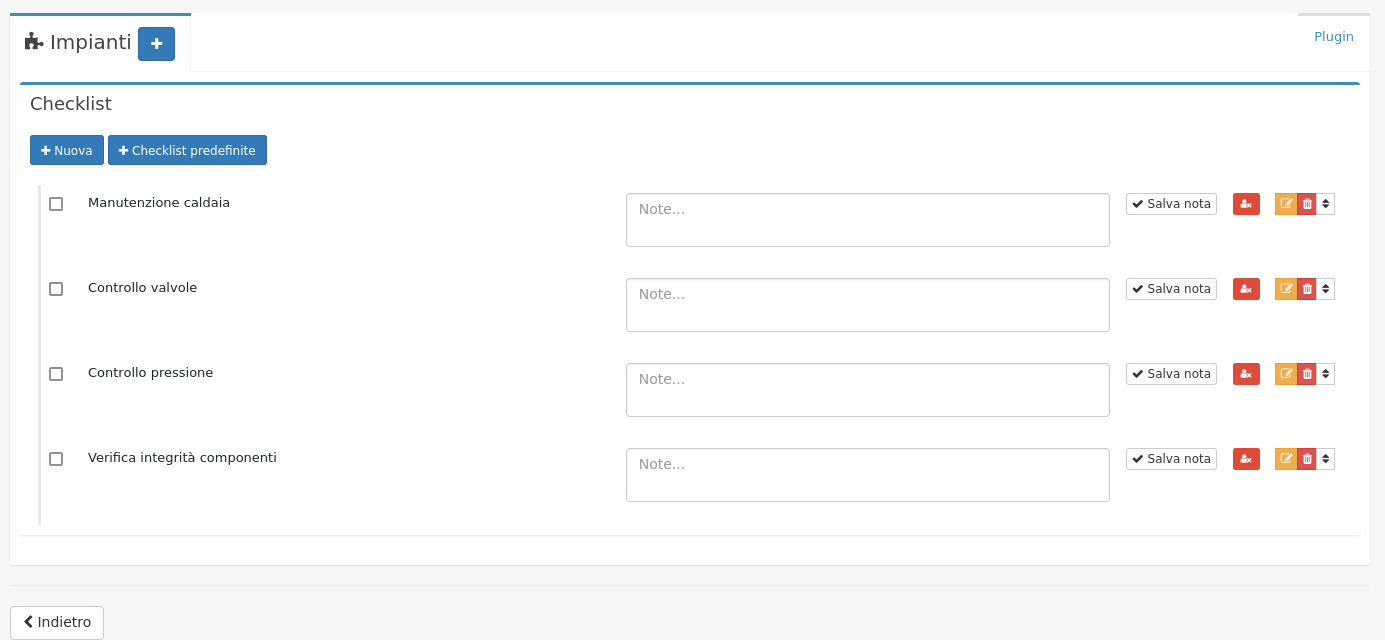 Impianti
Plugin
Checklist
Nuova Checklist predefinite
Manutenzione caldaia Note... Salva nota
Controllo valvole Note... Salva nota
Controllo pressione Note... Salva nota
Verifica integrità componenti Note... Salva nota
Indietro